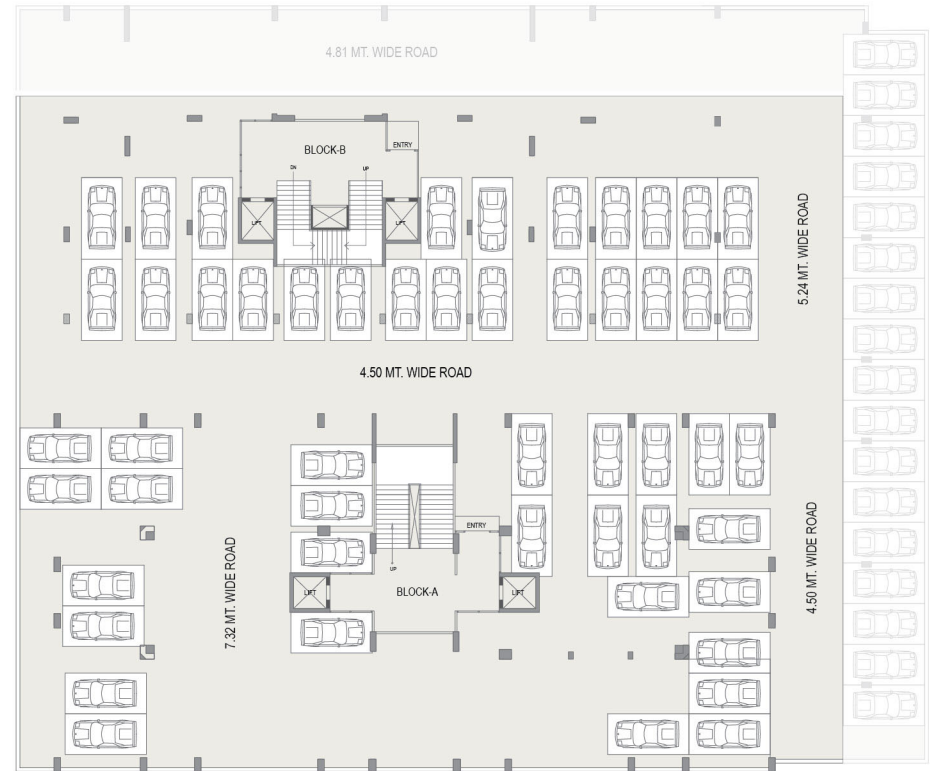 4.81 MT. WIDE ROAD
BLOCK-B
ENTRY
DN
UP
LIFT
LIFT
5.24 MT. WIDE ROAD
4.50 MT. WIDE ROAD
ENTRY
4.50 MT. WIDE ROAD
7.32 MT. WIDE ROAD
UP
LIFT
BLOCK-A
LIFT